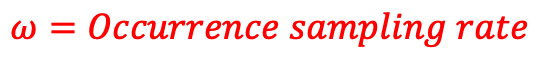 ω = Occurrence sampling rate